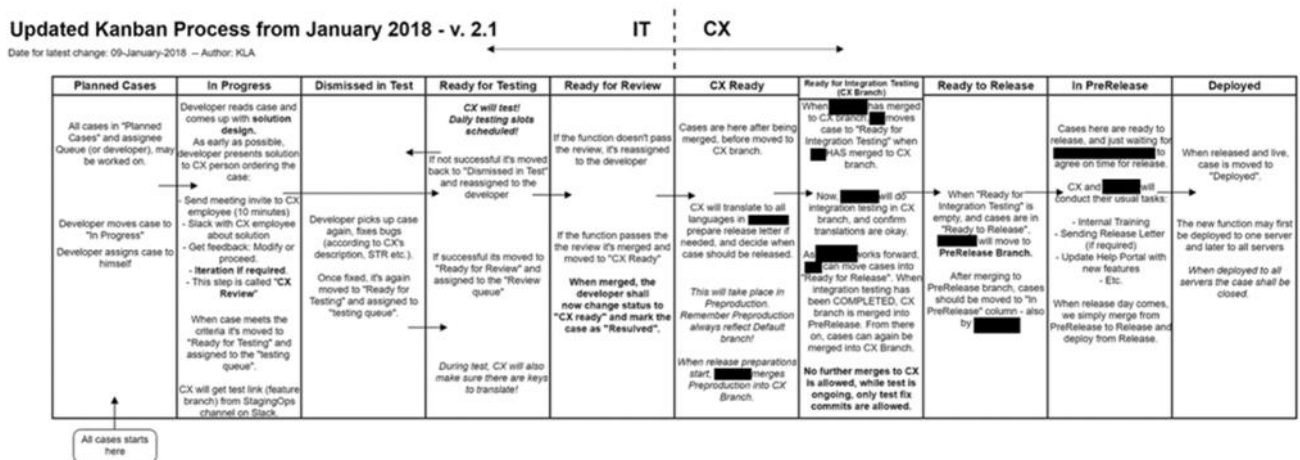 Updated Kanban Process from January 2018 - v. 2.1
IT
CX
Date for latest change: 09-January-2018 -- Author: KLA
Planned Cases
All cases in "Planned
Cases" and assignee
Queue (or developer), may
be worked on.
Developer moves case to
"In Progress"
Developer assigns case to
himself
All cases starts
here
In Progress
Developer reads case and
comes up with solution
design.
As early as possible,
developer presents solution
to CX person ordering the
case:
- Send meeting invite to CX
employee (10 minutes)
- Slack with CX employee
about solution
- Get feedback: Modify or
proceed.
- Iteration if required.
- This step is called "CX
Review"
When case meets the
criteria it's moved to
"Ready for Testing" and
assigned to the "testing
queue".
CX will get test link (feature
branch) from StagingOps
channel on Slack.
Dismissed in Test
Developer picks up case
again, fixes bugs
(according to CX's
description, STR etc.).
Once fixed, it's again
moved to "Ready for
Testing" and assigned to
"testing queue".
Ready for Testing
CX will test!
Daily testing slots
scheduled!
If not successful it's moved
back to "Dismissed in Test"
and reassigned to the
developer
If successful its moved to
"Ready for Review" and
assigned to the "Review
queue"
During test, CX will also
make sure there are keys
to translate!
Ready for Review
If the function doesn't pass
the review, it's reassigned
to the developer
If the function passes the
the review it's merged and
moved to "CX Ready"
When merged, the
developer shall
now change status to
"CX ready" and mark the
case as "Resulved".
CX Ready
Cases are here after being
merged, before moved to
CX branch.
CX will translate to all
languages in
prepare release letter if
needed, and decide when
case should be released.
This will take place in
Preproduction.
Remember Preproduction
always reflect Default
branch!
When release preparations
start, merges
Preproduction into CX
Branch.
Ready for Integration Testing
(CX Branch)
When has merged
to CX branch, moves
case to "Ready for
Integration Testing" when
HAS merged to CX
branch.
Now, will do
integration testing in CX
branch, and confirm
translations are okay.
As works forward,
can move cases into
"Ready for Release". When
integration testing has
been COMPLETED, CX
branch is merged into
PreRelease. From there
on, cases can again be
merged into CX Branch.
No further merges to CX
is allowed, while test is
ongoing, only test fix
commits are allowed.
Ready to Release
When "Ready for
Integration Testing" is
empty, and cases are in
"Ready to Release",
will move to
PreRelease Branch.
After merging to
PreRelease branch, cases
should be moved to "In
PreRelease" column - also
by
In PreRelease
Cases here are ready to
release, and just waiting for
to
agree on time for release.
CX and will
conduct their usual tasks:
- Internal Training
- Sending Release Letter
(if required)
- Update Help Portal with
new features
- Etc.
When release day comes,
we simply merge from
PreRelease to Release and
deploy from Release.
Deployed
When released and live,
case is moved to
"Deployed".
The new function may first
be deployed to one server
and later to all servers
When deployed to all
servers the case shall be
closed.